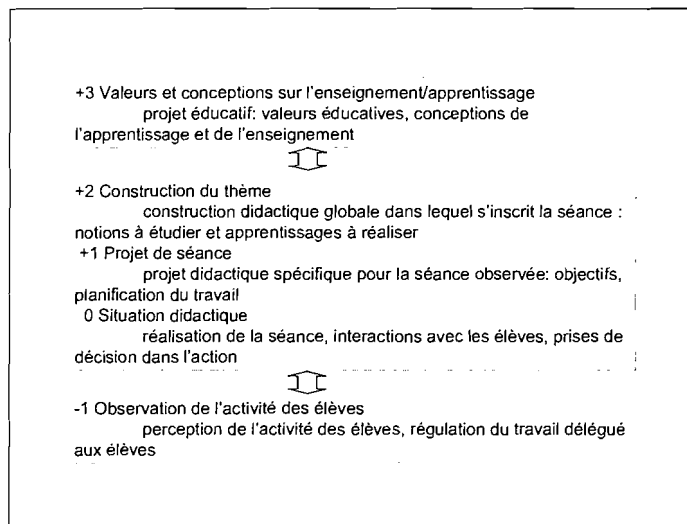 +3 Valeurs et conceptions sur l'enseignement/apprentissage
projet éducatif: valeurs éducatives, conceptions de
l'apprentissage et de l'enseignement
+2 Construction du thème
construction didactique globale dans lequel s'inscrit la séance :
notions à étudier et apprentissages à réaliser
+1 Projet de séance
projet didactique spécifique pour la séance observée: objectifs,
planification du travail
0 Situation didactique
réalisation de la séance, interactions avec les élèves, prises de
décision dans l'action
-1 Observation de l'activité des élèves
perception de l'activité des élèves, régulation du travail délégué
aux élèves